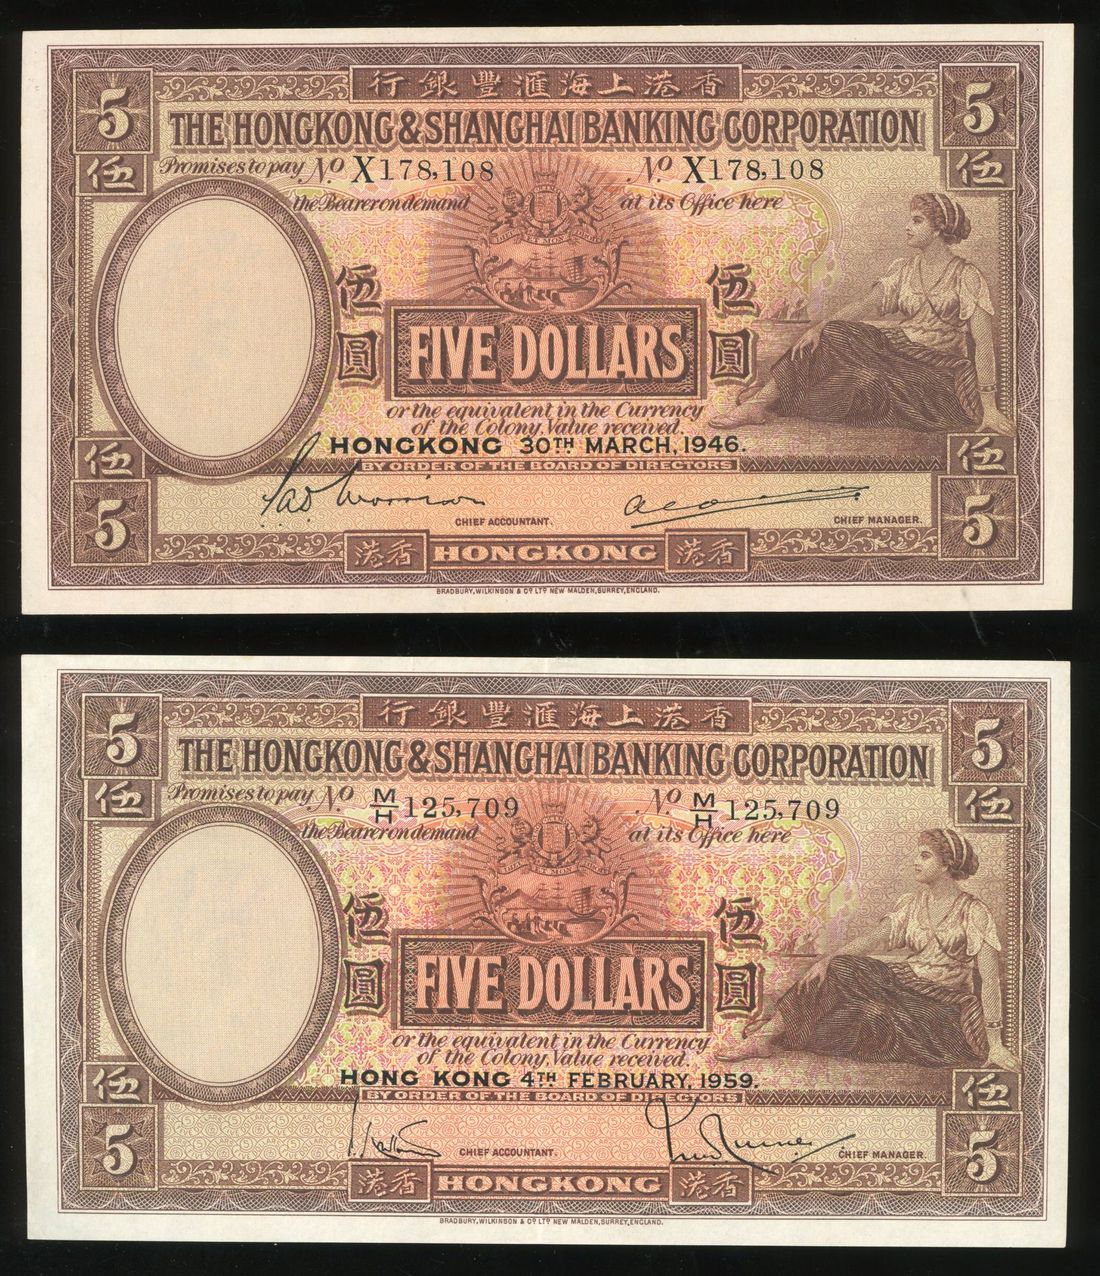 5 行銀豐滙海上港香 5
THE HONGKONG & SHANGHAI BANKING CORPORATION
伍 Promises to pay No X178,108 No X178,108 伍
the Bearer on demand at its Office here
伍圓 伍圓
FIVE DOLLARS
or the equivalent in the Currency
of the Colony, Value received.
HONGKONG 30TH MARCH, 1946.
伍 BY ORDER OF THE BOARD OF DIRECTORS 伍
5 5
CHIEF ACCOUNTANT. CHIEF MANAGER.
港香 HONGKONG 港香
BRADBURY, WILKINSON & Co LTD NEW MALDEN, SURREY, ENGLAND.
5 行銀豐滙海上港香 5
THE HONGKONG & SHANGHAI BANKING CORPORATION
伍 Promises to pay No M/H 125,709 No M/H 125,709 伍
the Bearer on demand at its Office here
伍圓 伍圓
FIVE DOLLARS
or the equivalent in the Currency
of the Colony, Value received.
HONG KONG 4TH FEBRUARY, 1959.
伍 BY ORDER OF THE BOARD OF DIRECTORS 伍
5 5
CHIEF ACCOUNTANT. CHIEF MANAGER.
港香 HONGKONG 港香
BRADBURY, WILKINSON & Co LTD NEW MALDEN, SURREY, ENGLAND.